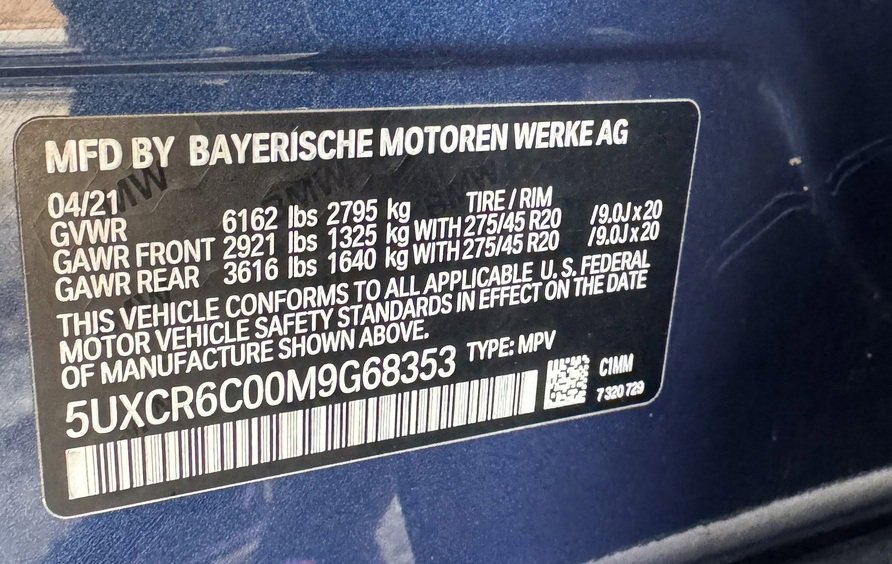 MFD BY BAYERISCHE MOTOREN WERKE AG
04/21 TIRE / RIM
GVWR 6162 lbs 2795 kg
GAWR FRONT 2921 lbs 1325 kg WITH 275/45 R20 /9.0J x 20
GAWR REAR 3616 lbs 1640 kg WITH 275/45 R20 /9.0J x 20
THIS VEHICLE CONFORMS TO ALL APPLICABLE U. S. FEDERAL
MOTOR VEHICLE SAFETY STANDARDS IN EFFECT ON THE DATE
OF MANUFACTURE SHOWN ABOVE.
5UXCR6C00M9G68353 TYPE: MPV
C1MM
7 320 729
BMW
BMW
BMW